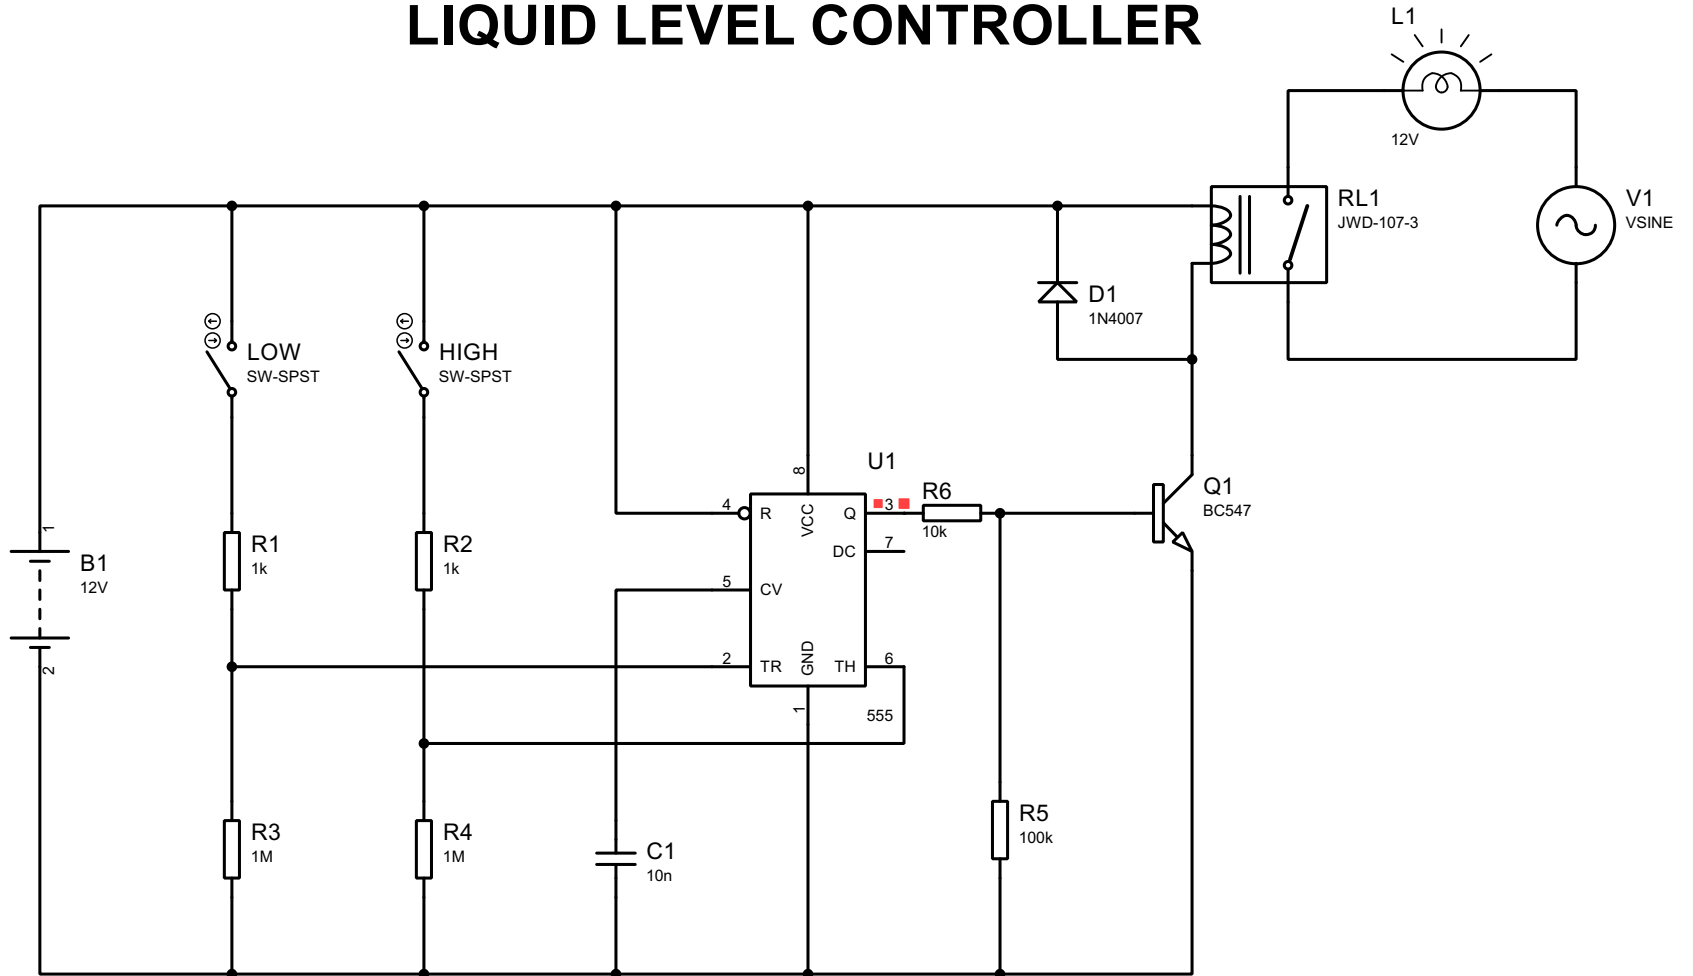 LIQUID LEVEL CONTROLLER
L1
12V
RL1
JWD-107-3
V1
VSINE
D1
1N4007
LOW
SW-SPST
HIGH
SW-SPST
U1
8
4
R
VCC
Q
3
R6
10k
Q1
BC547
1
B1
12V
2
R1
1k
R2
1k
DC
7
5
CV
2
TR
GND
TH
6
1
555
R3
1M
R4
1M
C1
10n
R5
100k